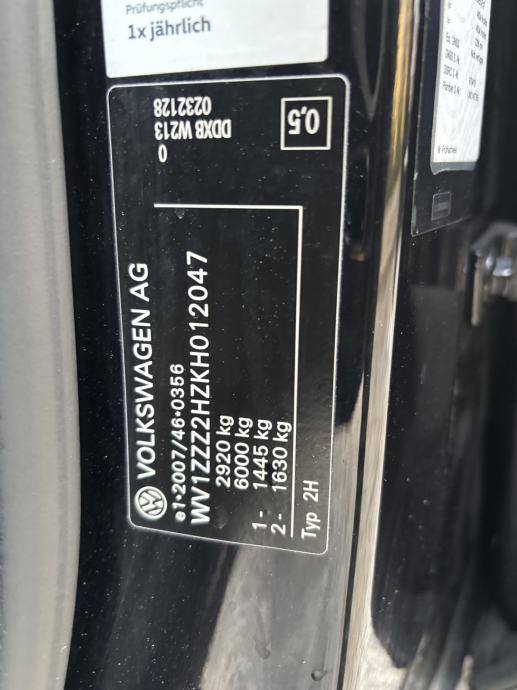 Prüfungspflicht
1x jährlich
VOLKSWAGEN AG
e1*2007/46*0356
WV1ZZZ2HZKH012047
2920 kg
6000 kg
1- 1445 kg
2- 1630 kg
Typ 2H
0
DDXB W213
0232128
0,5